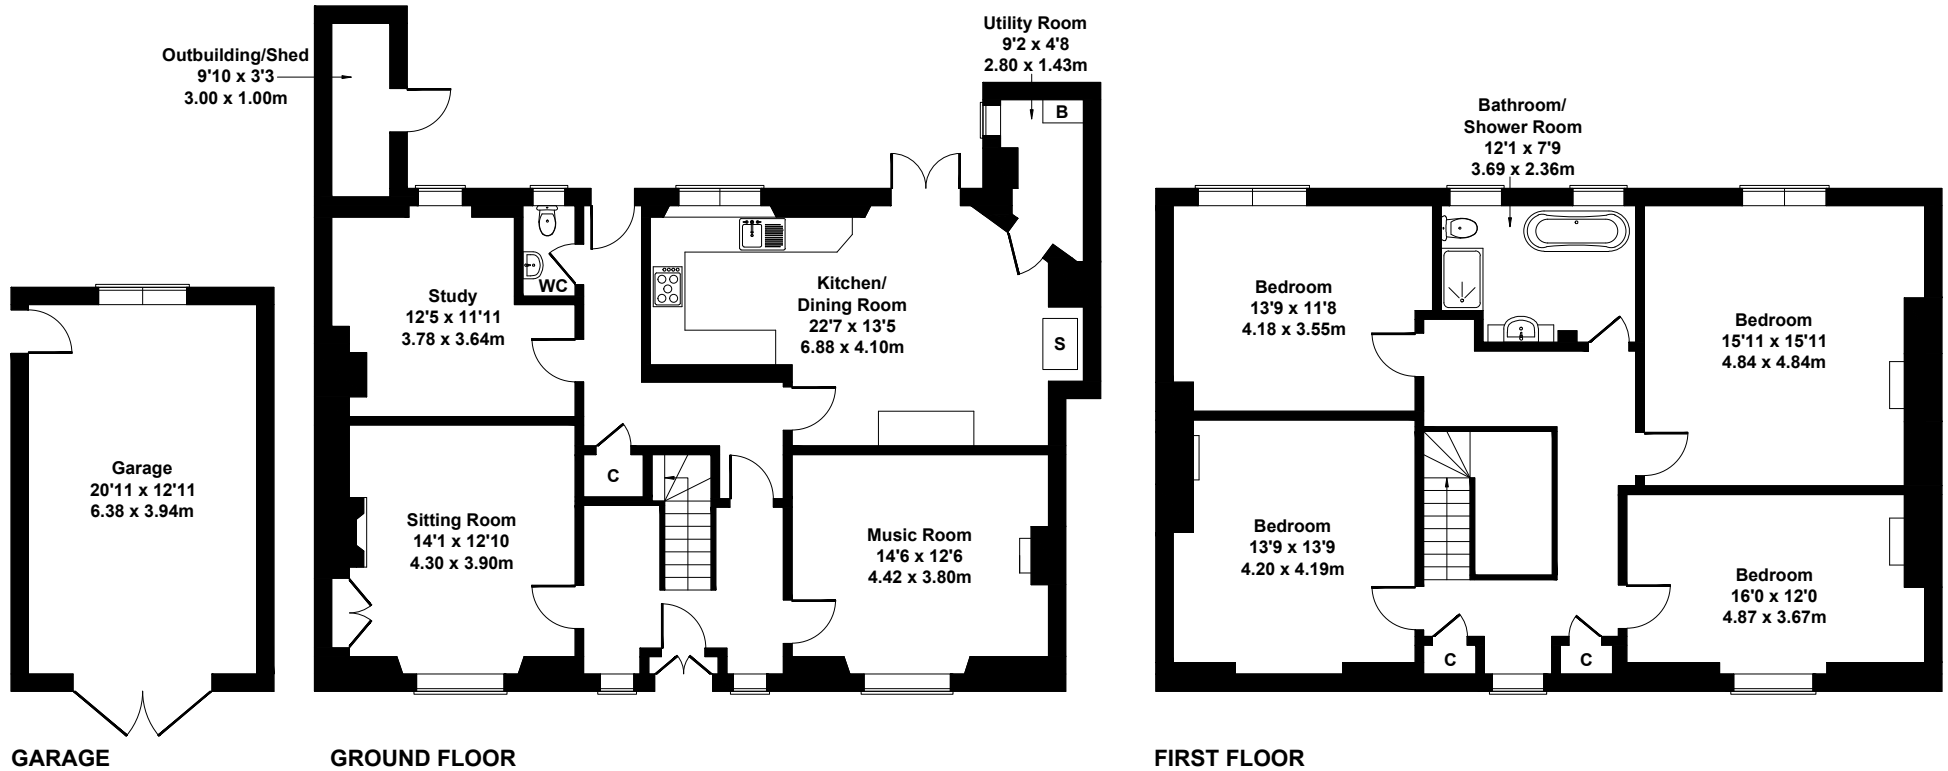 Outbuilding/Shed
9'10 x 3'3
3.00 x 1.00m
Utility Room
9'2 x 4'8
2.80 x 1.43m
B
WC
Study
12'5 x 11'11
3.78 x 3.64m
Kitchen/
Dining Room
22'7 x 13'5
6.88 x 4.10m
S
C
Sitting Room
14'1 x 12'10
4.30 x 3.90m
Music Room
14'6 x 12'6
4.42 x 3.80m
Garage
20'11 x 12'11
6.38 x 3.94m
Bathroom/
Shower Room
12'1 x 7'9
3.69 x 2.36m
Bedroom
13'9 x 11'8
4.18 x 3.55m
Bedroom
15'11 x 15'11
4.84 x 4.84m
Bedroom
13'9 x 13'9
4.20 x 4.19m
Bedroom
16'0 x 12'0
4.87 x 3.67m
C
C
GARAGE
GROUND FLOOR
FIRST FLOOR